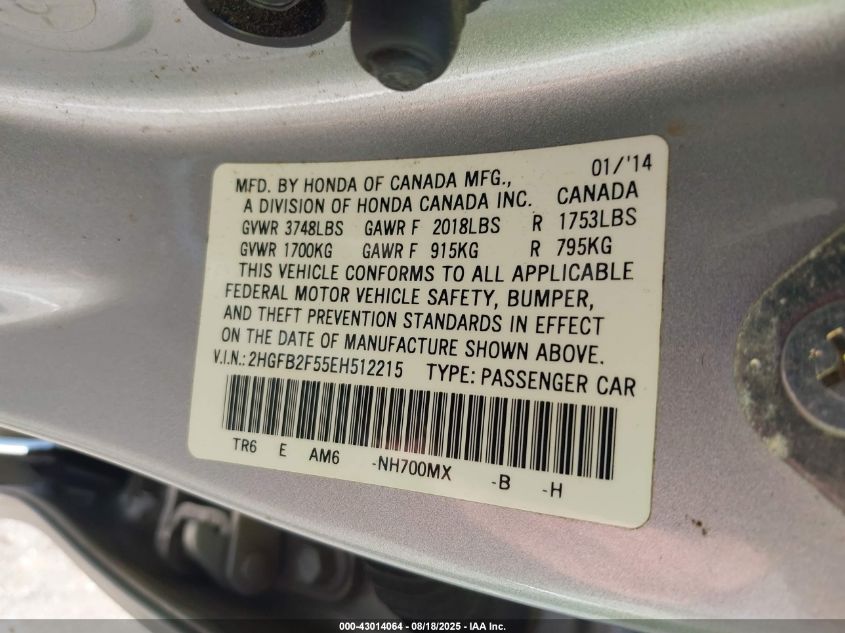 01/'14
MFD. BY HONDA OF CANADA MFG.,
A DIVISION OF HONDA CANADA INC. CANADA
GVWR 3748LBS GAWR F 2018LBS R 1753LBS
GVWR 1700KG GAWR F 915KG R 795KG
THIS VEHICLE CONFORMS TO ALL APPLICABLE
FEDERAL MOTOR VEHICLE SAFETY, BUMPER,
AND THEFT PREVENTION STANDARDS IN EFFECT
ON THE DATE OF MANUFACTURE SHOWN ABOVE.
V.I.N.: 2HGFB2F55EH512215 TYPE: PASSENGER CAR
TR6 E AM6 -NH700MX -B -H
000-43014064 - 08/18/2025 - IAA Inc.